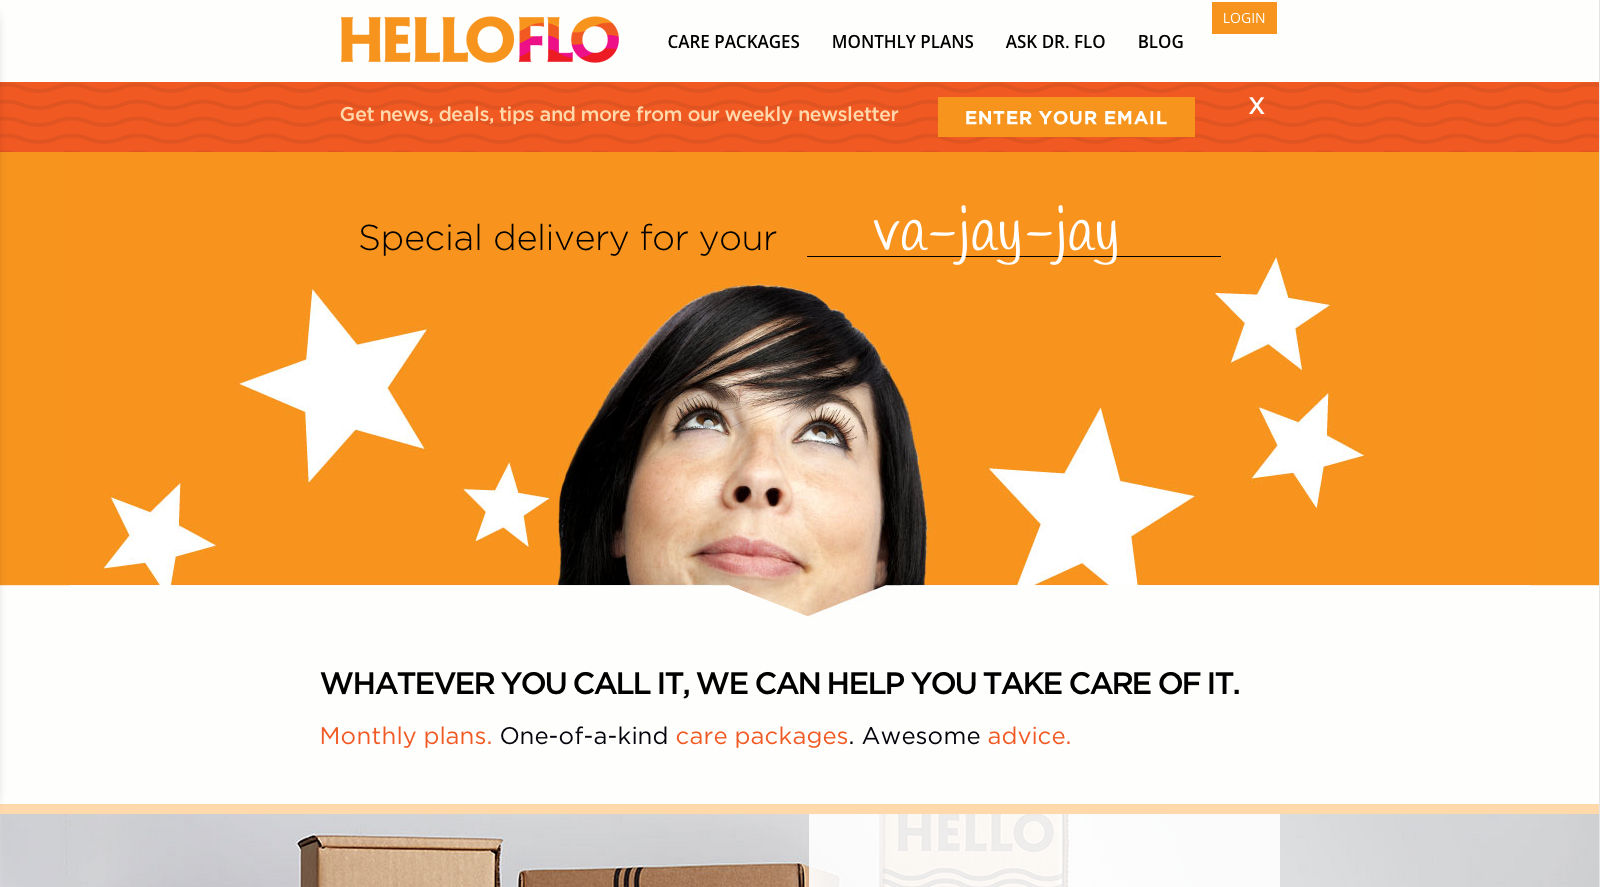 HELLOFLO
CARE PACKAGES
MONTHLY PLANS
ASK DR. FLO
BLOG
LOGIN
Get news, deals, tips and more from our weekly newsletter
ENTER YOUR EMAIL
X
Special delivery for your va-jay-jay
WHATEVER YOU CALL IT, WE CAN HELP YOU TAKE CARE OF IT.
Monthly plans. One-of-a-kind care packages. Awesome advice.
HELLO